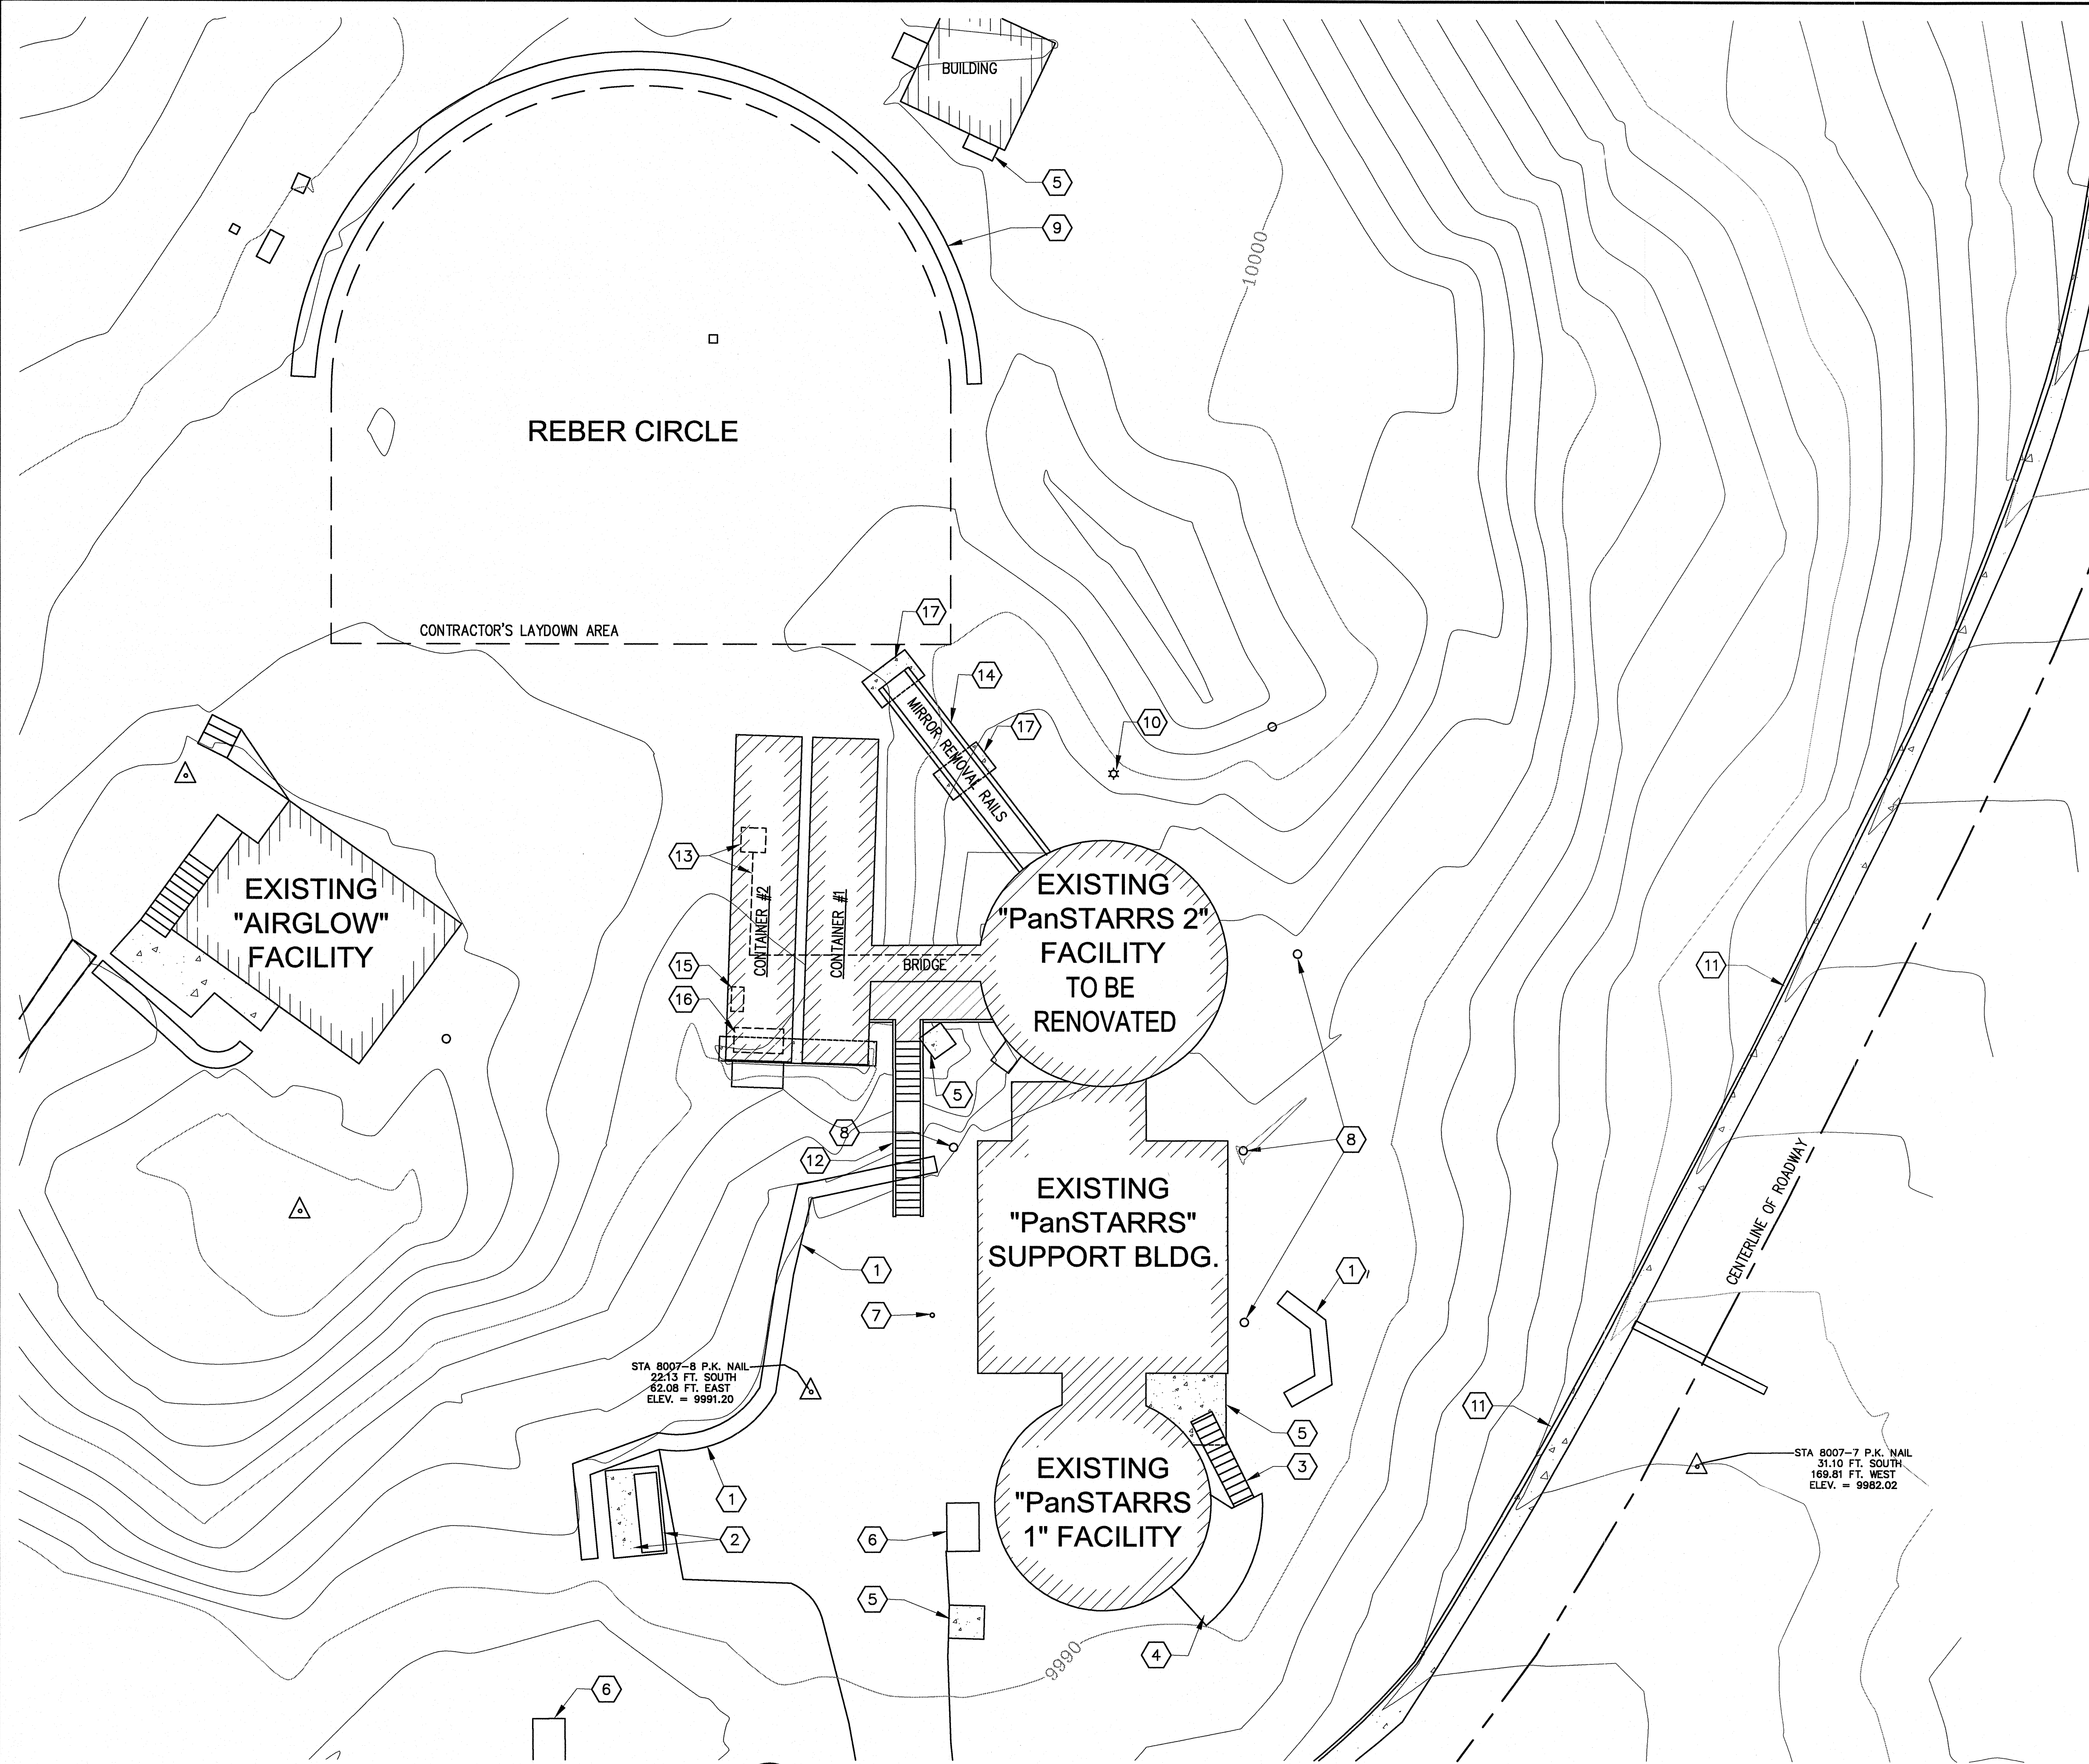 BUILDING
5
9
10000
REBER CIRCLE
CONTRACTOR'S LAYDOWN AREA
17
14
MIRROR REMOVAL RAILS
17
10
13
CONTAINER #2
CONTAINER #1
EXISTING
"AIRGLOW"
FACILITY
EXISTING
"PanSTARRS 2"
FACILITY
TO BE
RENOVATED
15
16
BRIDGE
11
5
8
12
8
EXISTING
"PanSTARRS"
SUPPORT BLDG.
CENTERLINE OF ROADWAY
1
1
7
STA 8007-8 P.K. NAIL
22.13 FT. SOUTH
62.08 FT. EAST
ELEV. = 9991.20
11
5
3
STA 8007-7 P.K. NAIL
31.10 FT. SOUTH
169.81 FT. WEST
ELEV. = 9982.02
EXISTING
"PanSTARRS
1" FACILITY
1
2
6
5
4
9990
6